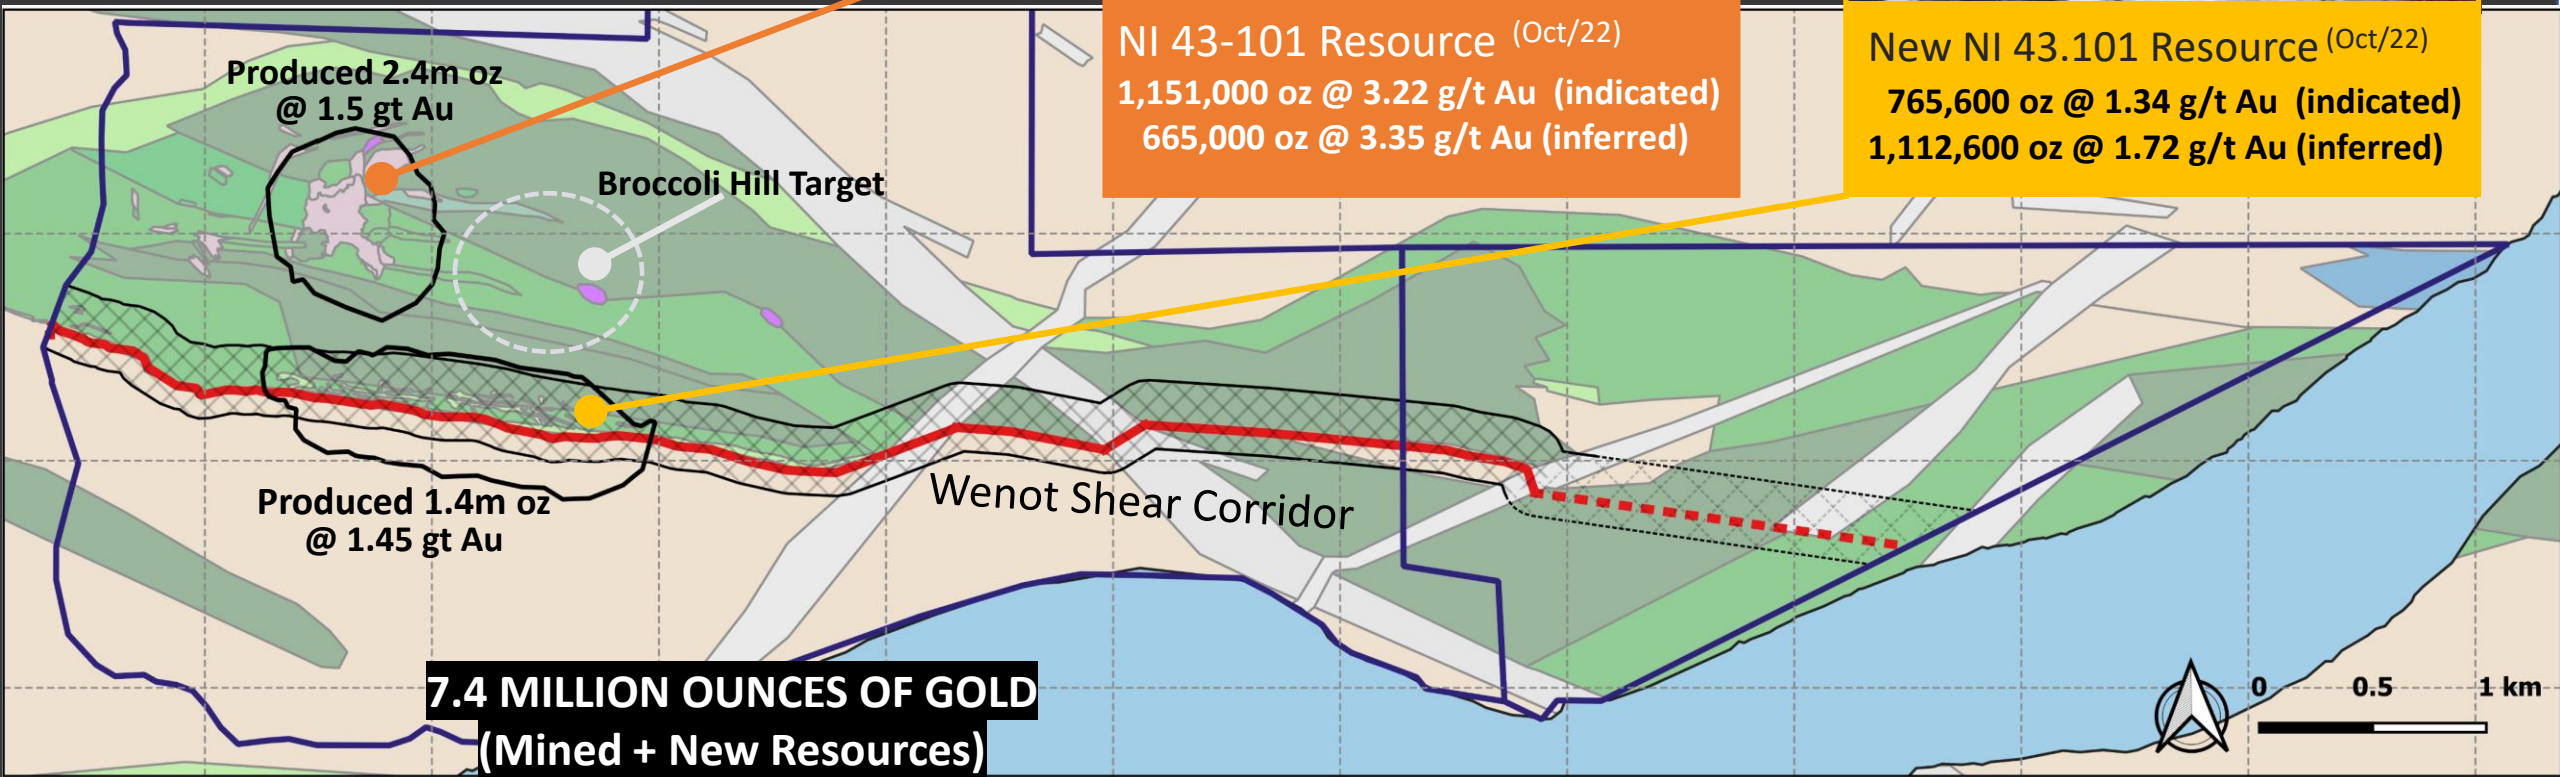 NI 43-101 Resource (Oct/22)
1,151,000 oz @ 3.22 g/t Au (indicated)
665,000 oz @ 3.35 g/t Au (inferred)
New NI 43.101 Resource (Oct/22)
765,600 oz @ 1.34 g/t Au (indicated)
1,112,600 oz @ 1.72 g/t Au (inferred)
Produced 2.4m oz
@ 1.5 gt Au
Broccoli Hill Target
Wenot Shear Corridor
Produced 1.4m oz
@ 1.45 gt Au
7.4 MILLION OUNCES OF GOLD
(Mined + New Resources)
0 0.5 1 km